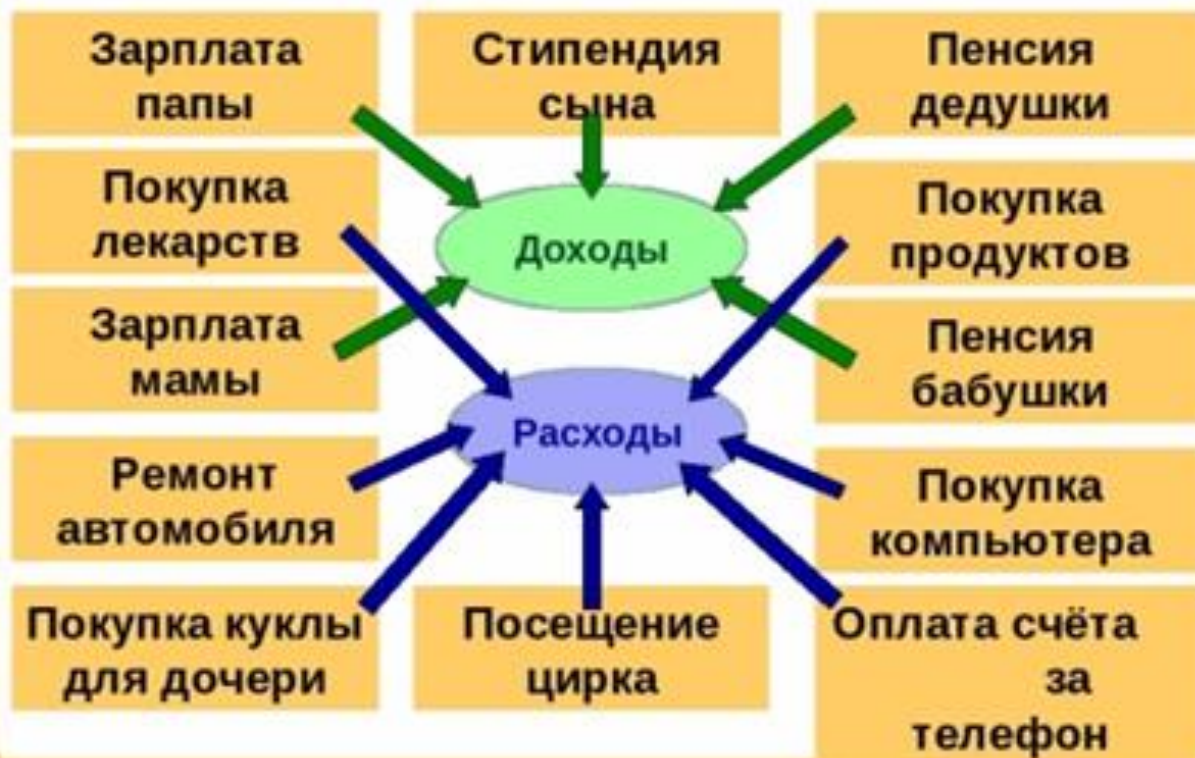 Зарплата
папы
Стипендия
сына
Пенсия
дедушки
Покупка
лекарств
Доходы
Покупка
продуктов
Зарплата
мамы
Пенсия
бабушки
Расходы
Ремонт
автомобиля
Покупка
компьютера
Покупка куклы
для дочери
Посещение
цирка
Оплата счёта
за
телефон